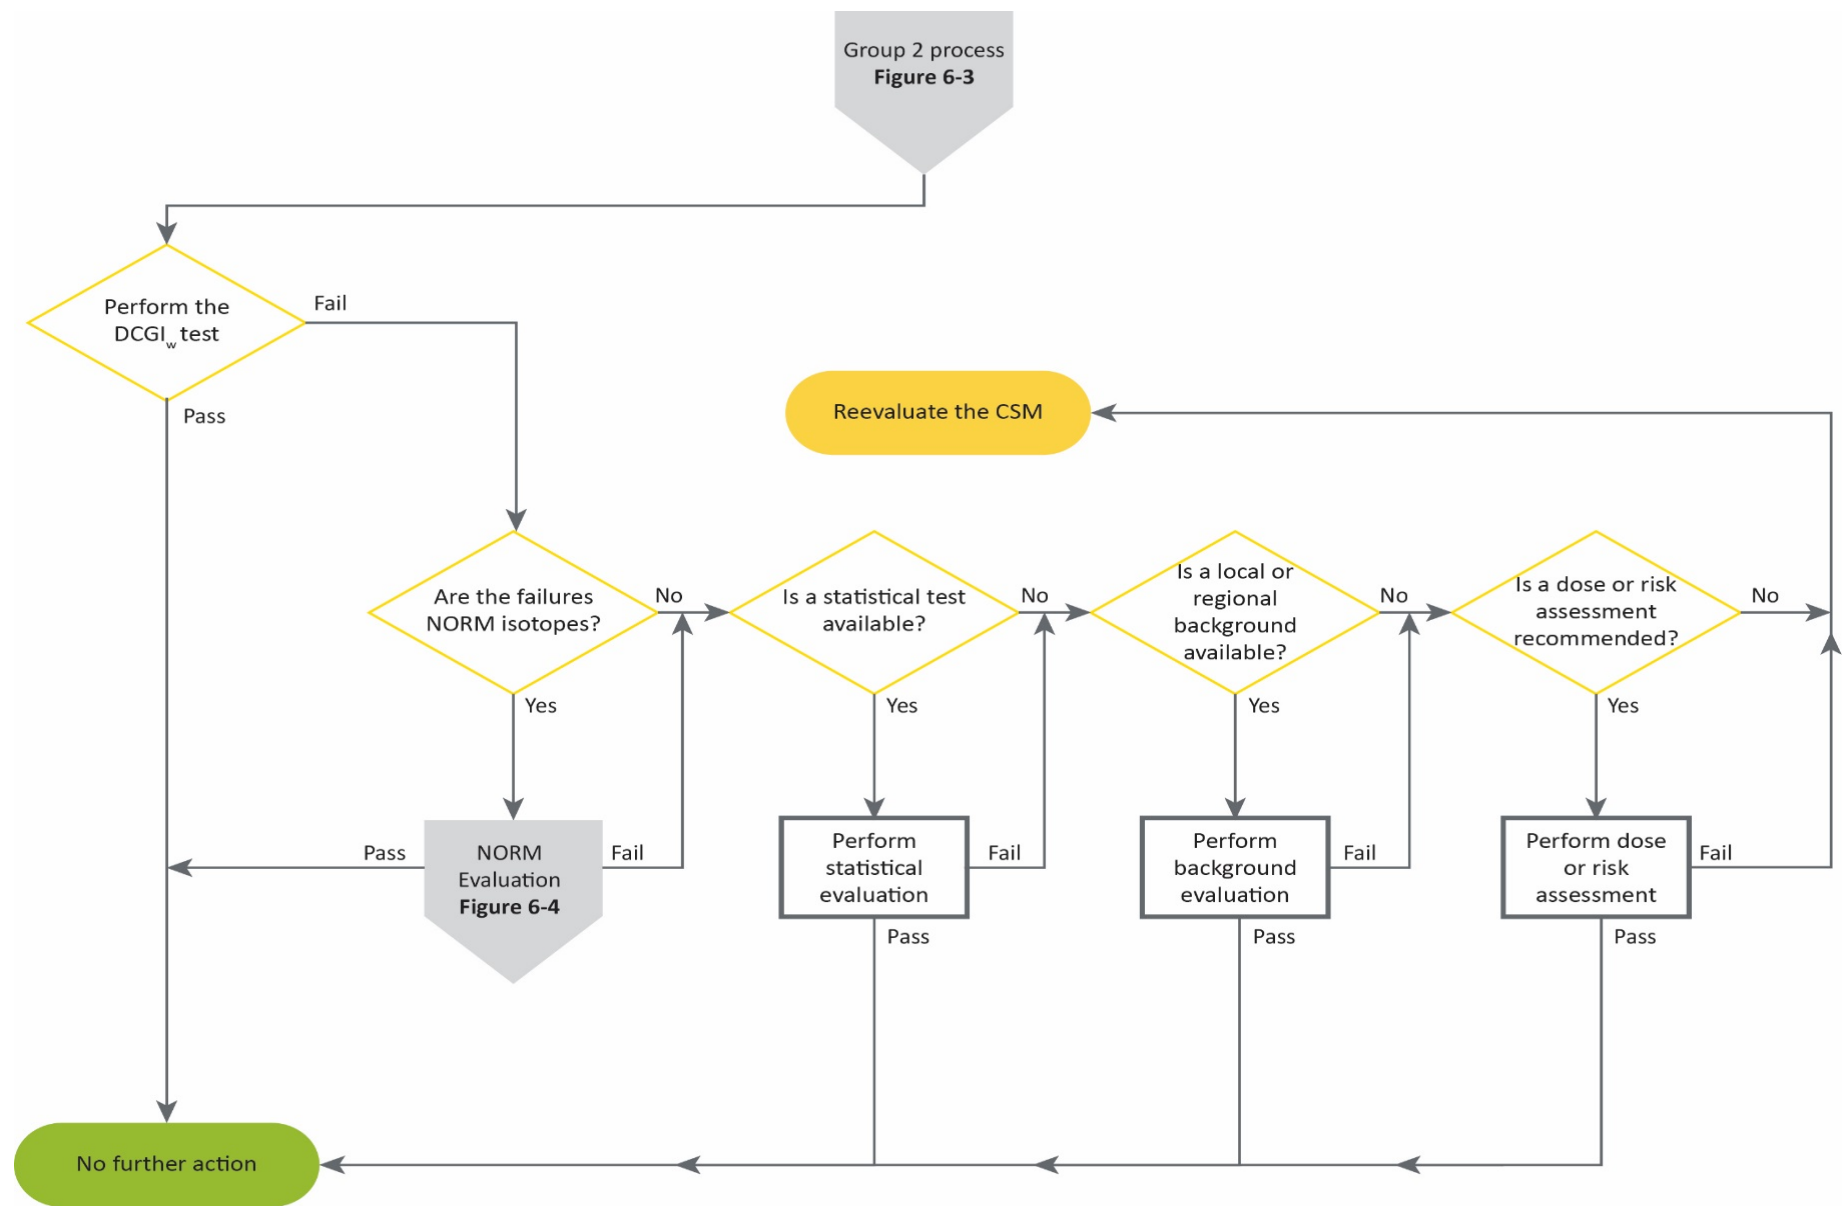 Group 2 process
Figure 6-3
Perform the
DCGI_w test
Fail
Pass
Reevaluate the CSM
Are the failures
NORM isotopes?
No
Yes
Is a statistical test
available?
No
Yes
Is a local or
regional
background
available?
No
Yes
Is a dose or risk
assessment
recommended?
No
Yes
Pass
NORM
Evaluation
Figure 6-4
Fail
Perform
statistical
evaluation
Fail
Pass
Perform
background
evaluation
Fail
Pass
Perform dose
or risk
assessment
Fail
Pass
No further action